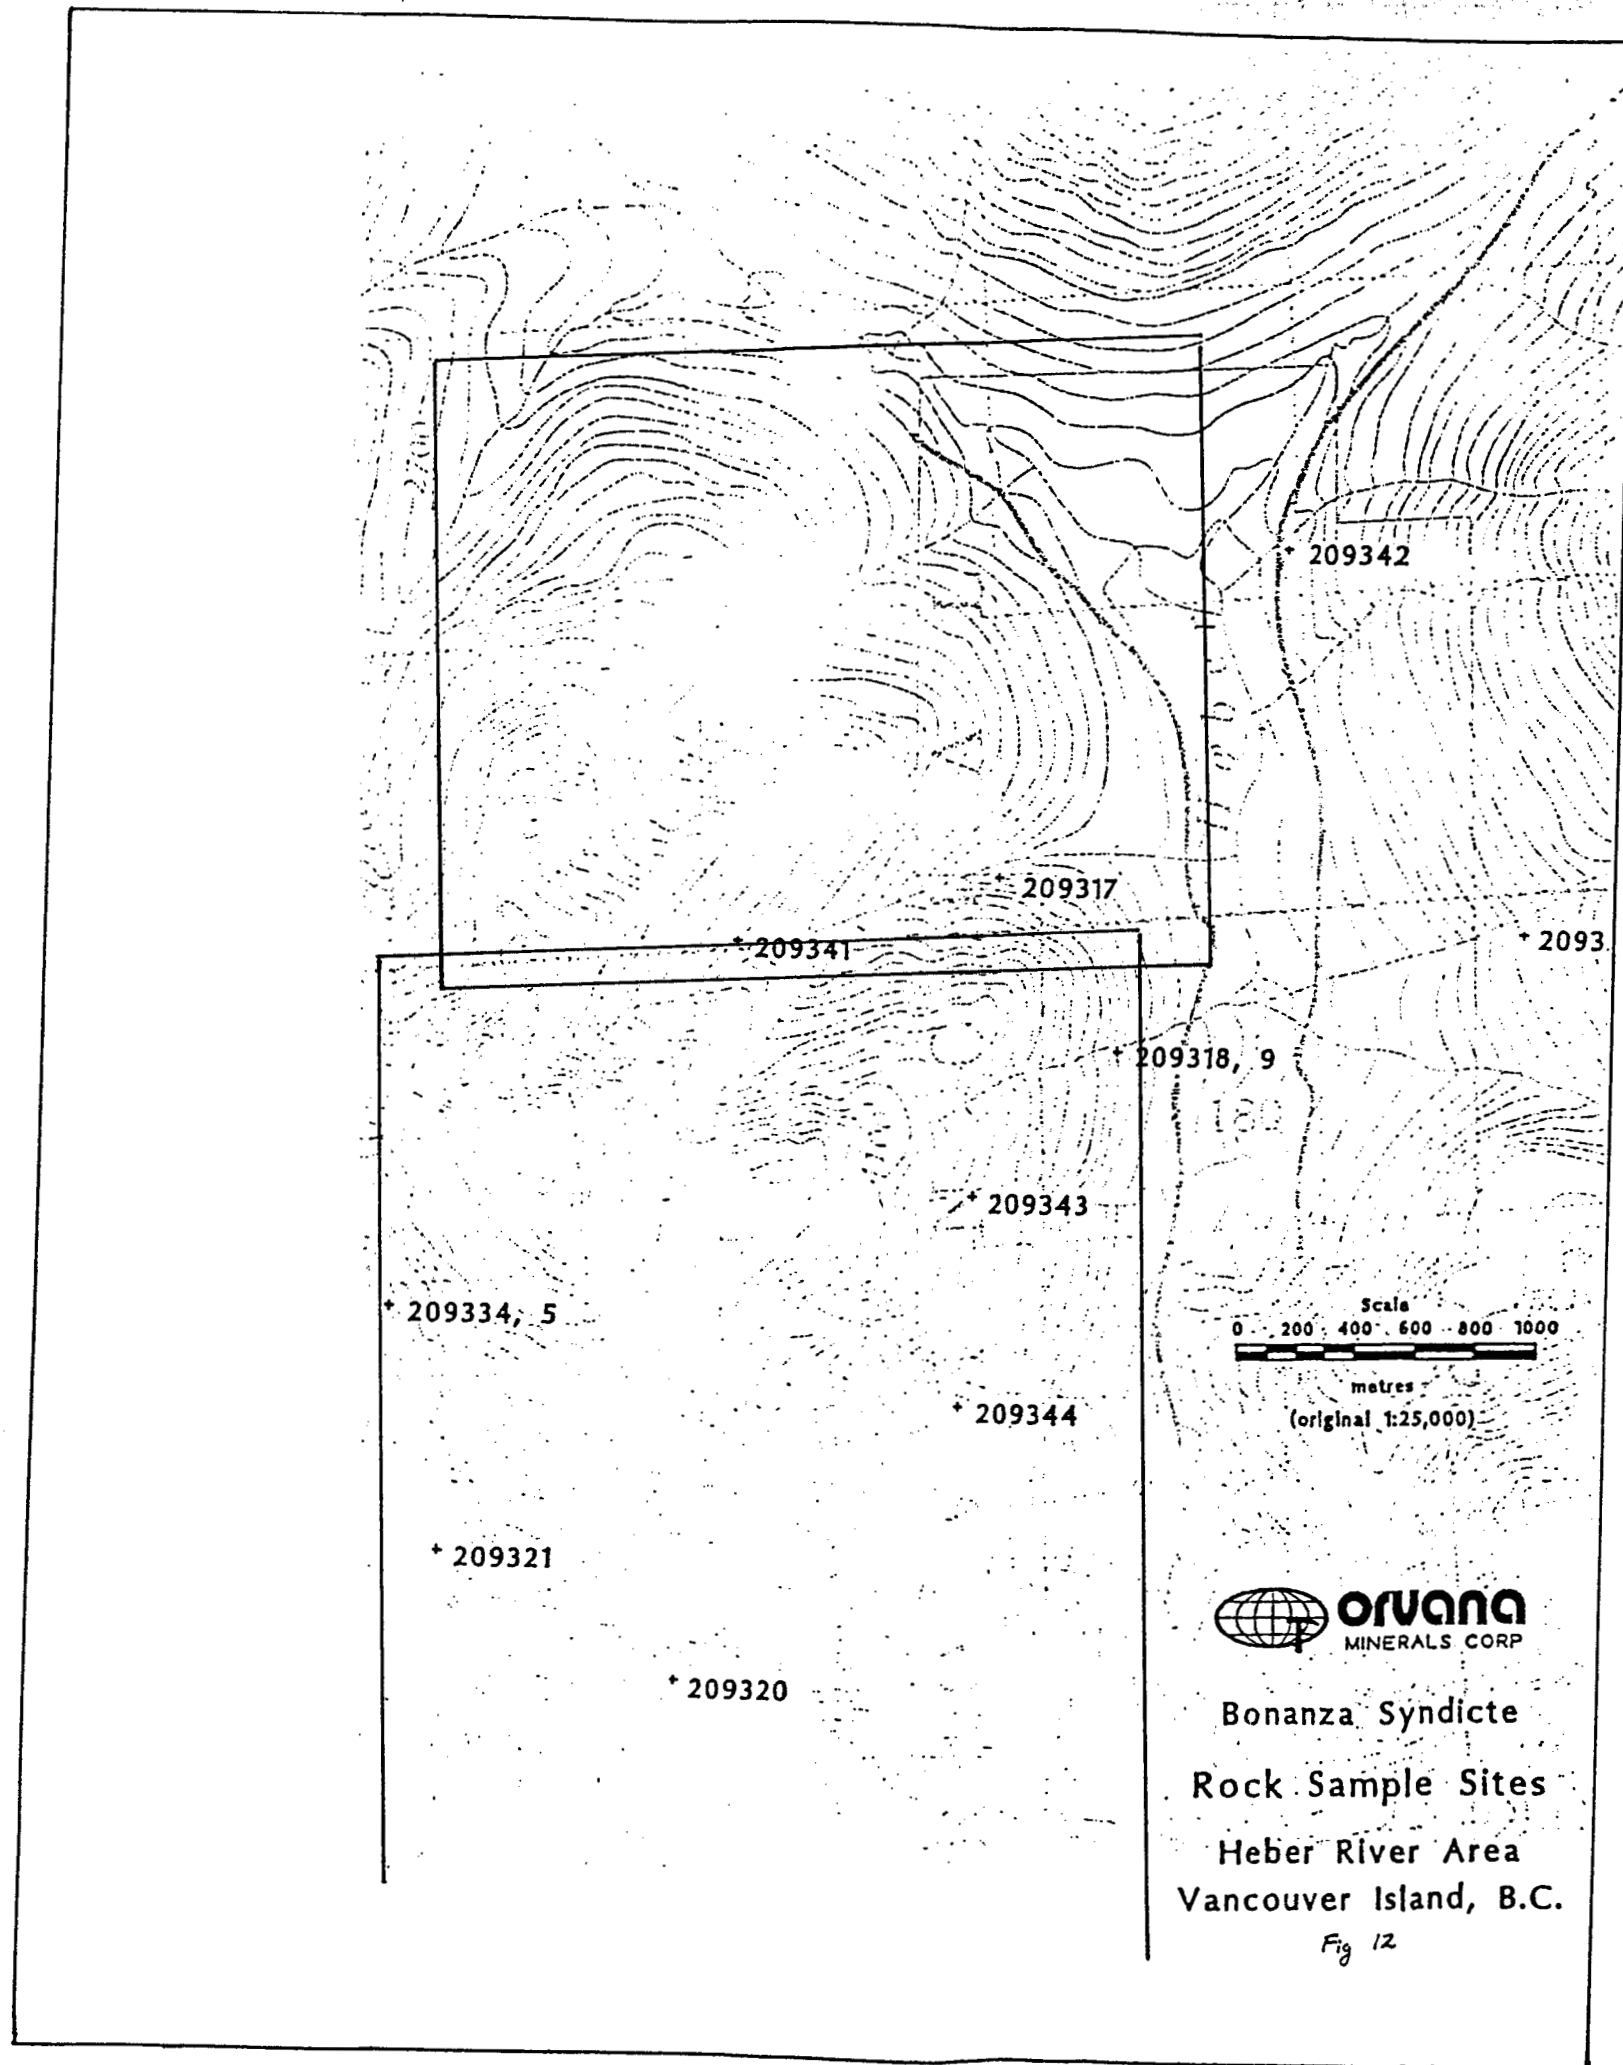 209342
209317
209341
2093
209318, 9
160
209343
209334, 5
Scale
0 200 400 600 800 1000
metres
(original 1:25,000)
209344
209321
orvana
MINERALS CORP
209320
Bonanza Syndicte
Rock Sample Sites
Heber River Area
Vancouver Island, B.C.
Fig 12